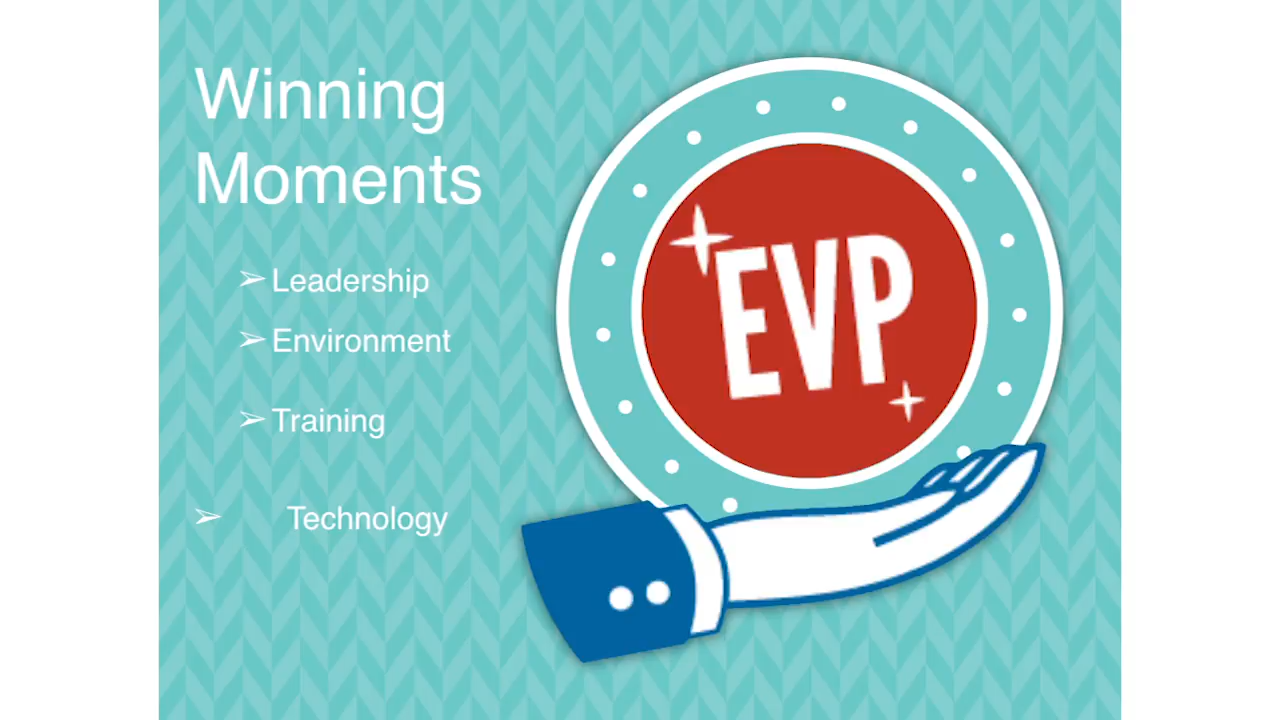 Winning
Moments
➢ Leadership
➢ Environment
➢ Training
➢ Technology
EVP